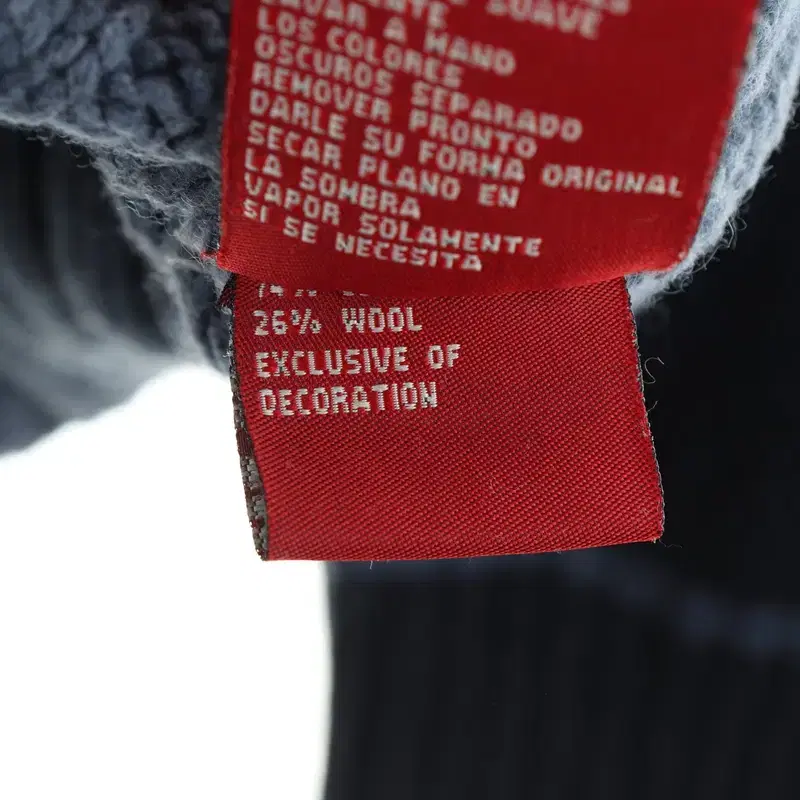 SUAVE
LAVAR A MANO
LOS COLORES
OSCUROS SEPARADO
REMOVER PRONTO
DARLE SU FORMA ORIGINAL
SECAR PLANO EN
LA SOMBRA
VAPOR SOLAMENTE
SI SE NECESITA
26% WOOL
EXCLUSIVE OF
DECORATION